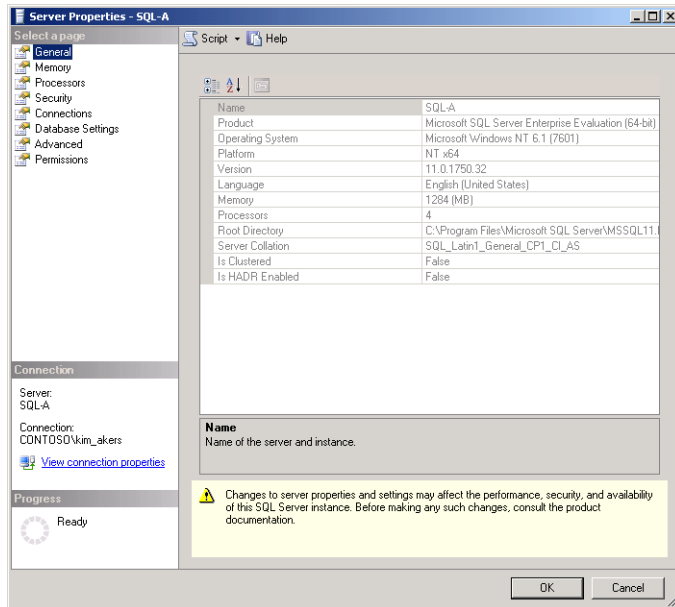 Server Properties - SQL-A
Select a page
General
Memory
Processors
Security
Connections
Database Settings
Advanced
Permissions
Script Help
Name SQL-A
Product Microsoft SQL Server Enterprise Evaluation (64-bit)
Operating System Microsoft Windows NT 6.1 (7601)
Platform NT x64
Version 11.0.1750.32
Language English (United States)
Memory 1284 (MB)
Processors 4
Root Directory C:\Program Files\Microsoft SQL Server\MSSQL11.
Server Collation SQL_Latin1_General_CP1_CI_AS
Is Clustered False
Is HADR Enabled False
Connection
Server:
SQL-A
Connection:
CONTOSO\kim_akers
View connection properties
Progress
Ready
Name
Name of the server and instance.
Changes to server properties and settings may affect the performance, security, and availability
of this SQL Server instance. Before making any such changes, consult the product
documentation.
OK Cancel